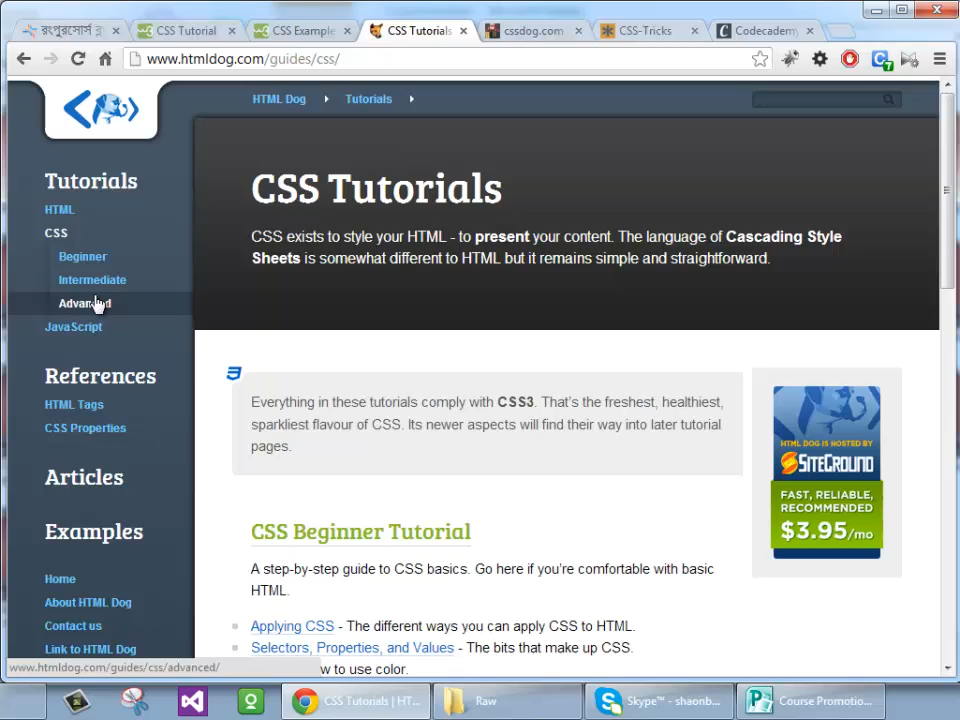 রংপুরসোর্স
CSS Tutorial
CSS Example
CSS Tutorials
cssdog.com
CSS-Tricks
Codecademy
www.htmldog.com/guides/css/
7
HTML Dog
Tutorials
Tutorials
HTML
CSS
Beginner
Intermediate
Advanced
JavaScript
References
HTML Tags
CSS Properties
Articles
Examples
Home
About HTML Dog
Contact us
Link to HTML Dog
CSS Tutorials
CSS exists to style your HTML - to present your content. The language of Cascading Style
Sheets is somewhat different to HTML but it remains simple and straightforward.
3
Everything in these tutorials comply with CSS3. That's the freshest, healthiest,
sparkliest flavour of CSS. Its newer aspects will find their way into later tutorial
pages.
HTML DOG IS HOSTED BY
SITEGROUND
FAST, RELIABLE,
RECOMMENDED
$3.95/mo
CSS Beginner Tutorial
A step-by-step guide to CSS basics. Go here if you're comfortable with basic
HTML.
Applying CSS - The different ways you can apply CSS to HTML.
Selectors, Properties, and Values - The bits that make up CSS.
w to use color.
www.htmldog.com/guides/css/advanced/
CSS Tutorials | HT...
Raw
Skype™ - shaonb...
Course Promotio...